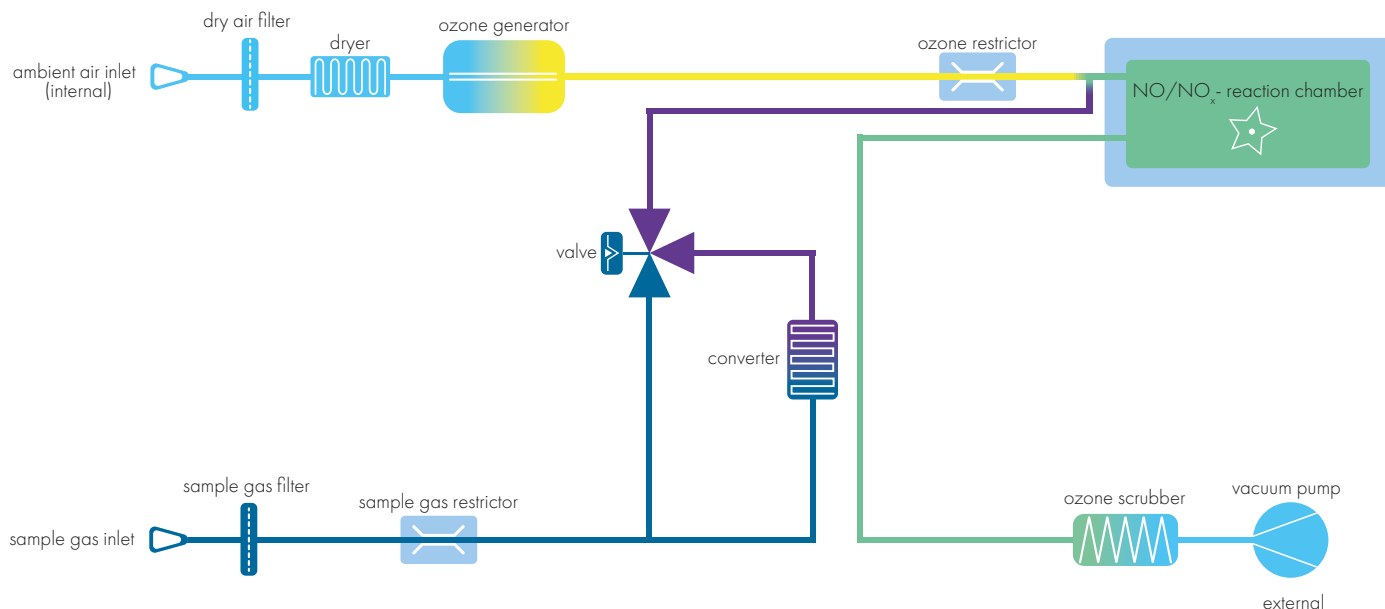 dry air filter
dryer
ozone generator
ozone restrictor
ambient air inlet
(internal)
NO/NOx- reaction chamber
valve
converter
sample gas filter
sample gas restrictor
sample gas inlet
ozone scrubber
vacuum pump
external